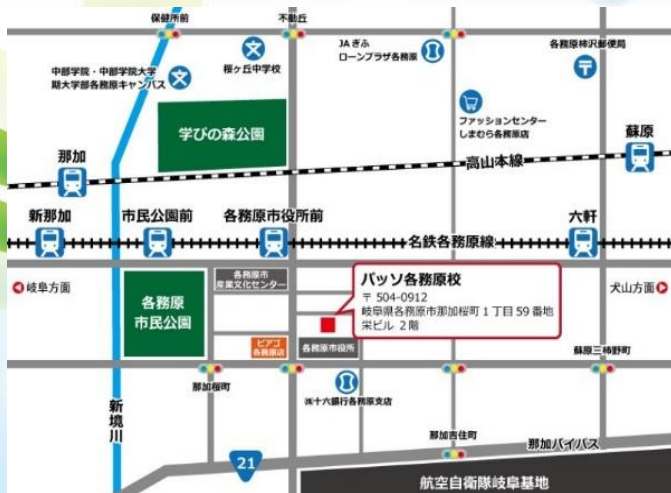 保健所前
不動丘
桜ヶ丘中学校
JAぎふ
ローンプラザ各務原
各務原柿沢郵便局
中部学院・中部学院大学
期大学部各務原キャンパス
学びの森公園
ファッションセンター
しまむら各務原店
那加
高山本線
蘇原
新那加
市民公園前
各務原市役所前
名鉄各務原線
六軒
岐阜方面
各務原
市民公園
各務原市
産業文化センター
パッソ各務原校
〒504-0912
岐阜県各務原市那加桜町1丁目59番地
栄ビル 2階
犬山方面
ピアゴ
各務原店
各務原市役所
蘇原三柿野町
那加桜町
㈱十六銀行各務原支店
新境川
那加吉住町
那加バイパス
21
航空自衛隊岐阜基地